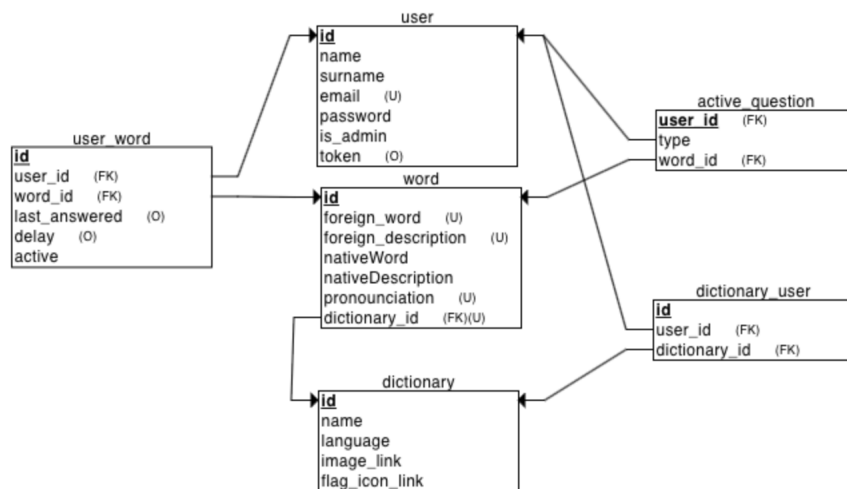 user
id
name
surname
email (U)
password
is_admin
token (O)
active_question
user_id (FK)
type
word_id (FK)
user_word
id
user_id (FK)
word_id (FK)
last_answered (O)
delay (O)
active
word
id
foreign_word (U)
foreign_description (U)
nativeWord
nativeDescription
pronounciation (U)
dictionary_id (FK)(U)
dictionary_user
id
user_id (FK)
dictionary_id (FK)
dictionary
id
name
language
image_link
flag_icon_link